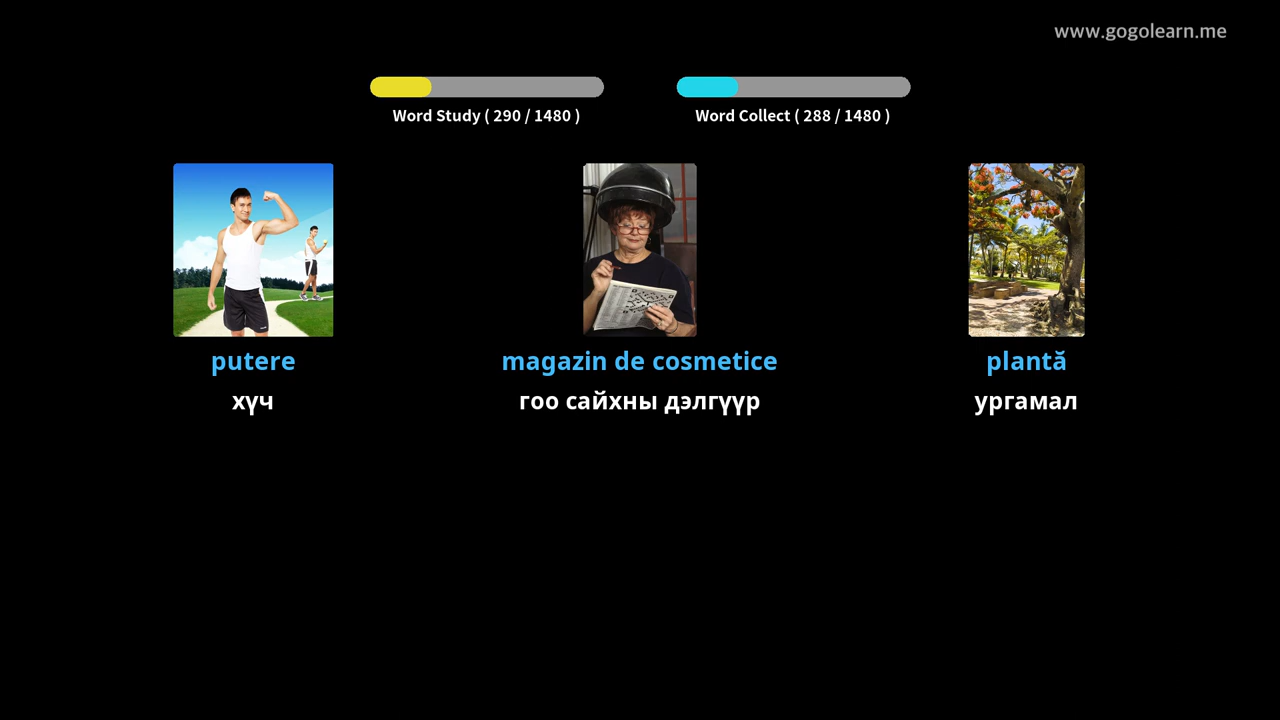 www.gogolearn.me
Word Study ( 290 / 1480 )
Word Collect ( 288 / 1480 )
putere
magazin de cosmetice
plantă
хүч
гоо сайхны дэлгүүр
ургамал